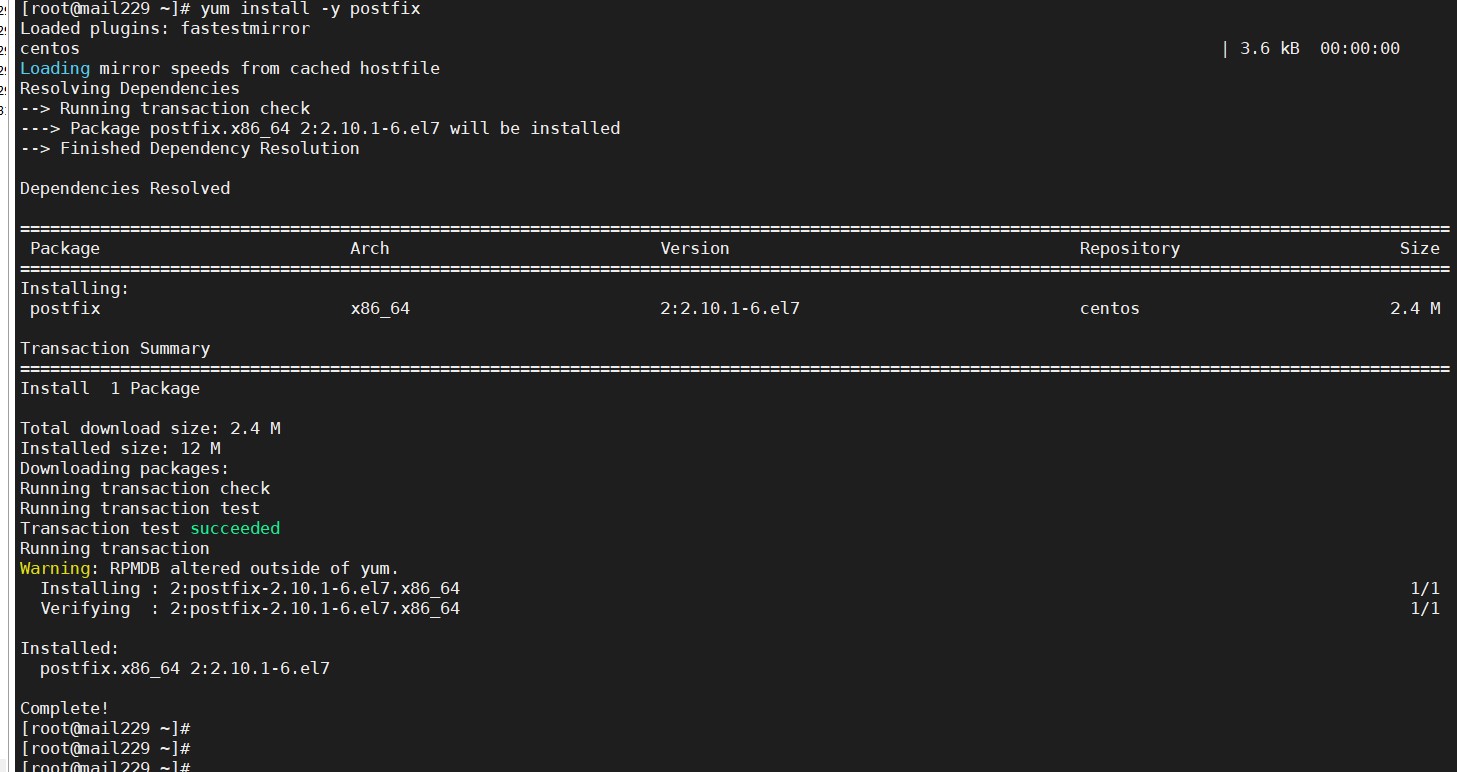 [root@mail229 ~]# yum install -y postfix
Loaded plugins: fastestmirror
centos | 3.6 kB 00:00:00
Loading mirror speeds from cached hostfile
Resolving Dependencies
--> Running transaction check
---> Package postfix.x86_64 2:2.10.1-6.el7 will be installed
--> Finished Dependency Resolution
Dependencies Resolved
================================================================================
Package Arch Version Repository Size
================================================================================
Installing:
postfix x86_64 2:2.10.1-6.el7 centos 2.4 M
Transaction Summary
================================================================================
Install 1 Package
Total download size: 2.4 M
Installed size: 12 M
Downloading packages:
Running transaction check
Running transaction test
Transaction test succeeded
Running transaction
Warning: RPMDB altered outside of yum.
Installing : 2:postfix-2.10.1-6.el7.x86_64 1/1
Verifying : 2:postfix-2.10.1-6.el7.x86_64 1/1
Installed:
postfix.x86_64 2:2.10.1-6.el7
Complete!
[root@mail229 ~]#
[root@mail229 ~]#
[root@mail229 ~]#